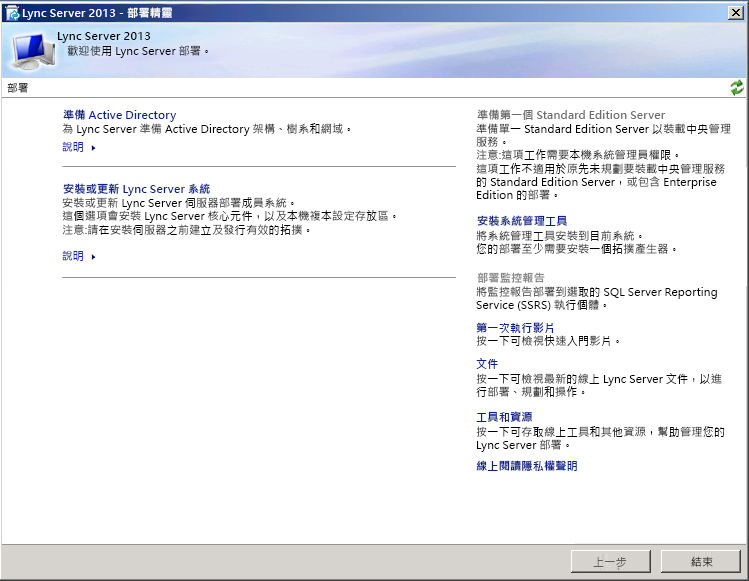 Lync Server 2013 - 部署精靈
Lync Server 2013
歡迎使用 Lync Server 部署。
部署
準備 Active Directory
為 Lync Server 準備 Active Directory 架構、樹系和網域。
說明
安裝或更新 Lync Server 系統
安裝或更新 Lync Server 伺服器部署成員系統。
這個選項會安裝 Lync Server 核心元件，以及本機複本設定存放區。
注意:請在安裝伺服器之前建立及發行有效的拓撲。
說明
準備第一個 Standard Edition Server
準備單一 Standard Edition Server 以裝載中央管理
服務。
注意:這項工作需要本機系統管理員權限。
這項工作不適用於原先未規劃要裝載中央管理服務
的 Standard Edition Server，或包含 Enterprise
Edition 的部署。
安裝系統管理工具
將系統管理工具安裝到目前系統。
您的部署至少需要安裝一個拓撲產生器。
部署監控報告
將監控報告部署到選取的 SQL Server Reporting
Service (SSRS) 執行個體。
第一次執行影片
按一下可檢視快速入門影片。
文件
按一下可檢視最新的線上 Lync Server 文件，以進
行部署、規劃和操作。
工具和資源
按一下可存取線上工具和其他資源，幫助管理您的
Lync Server 部署。
線上閱讀隱私權聲明
上一步
結束